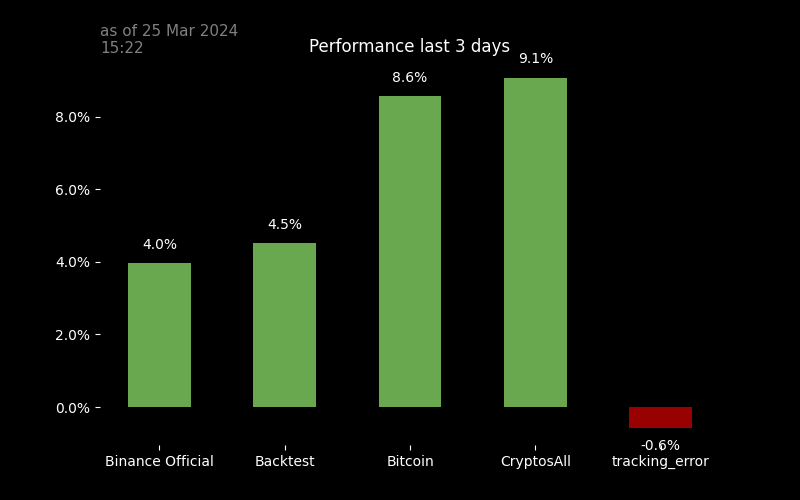 as of 25 Mar 2024
15:22
Performance last 3 days
9.1%
8.6%
8.0%
6.0%
4.5%
4.0%
4.0%
2.0%
0.0%
-0.6%
Binance Official
Backtest
Bitcoin
CryptosAll
tracking_error